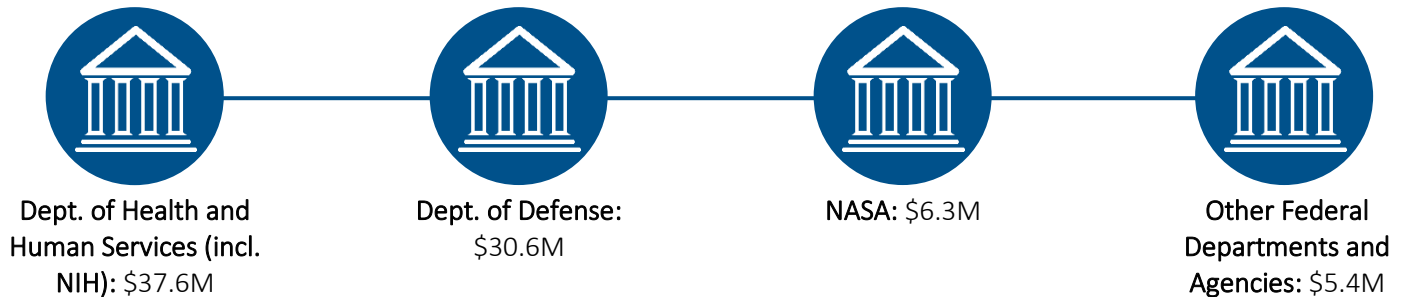 Dept. of Health and
Human Services (incl.
NIH): $37.6M
Dept. of Defense:
$30.6M
NASA: $6.3M
Other Federal
Departments and
Agencies: $5.4M